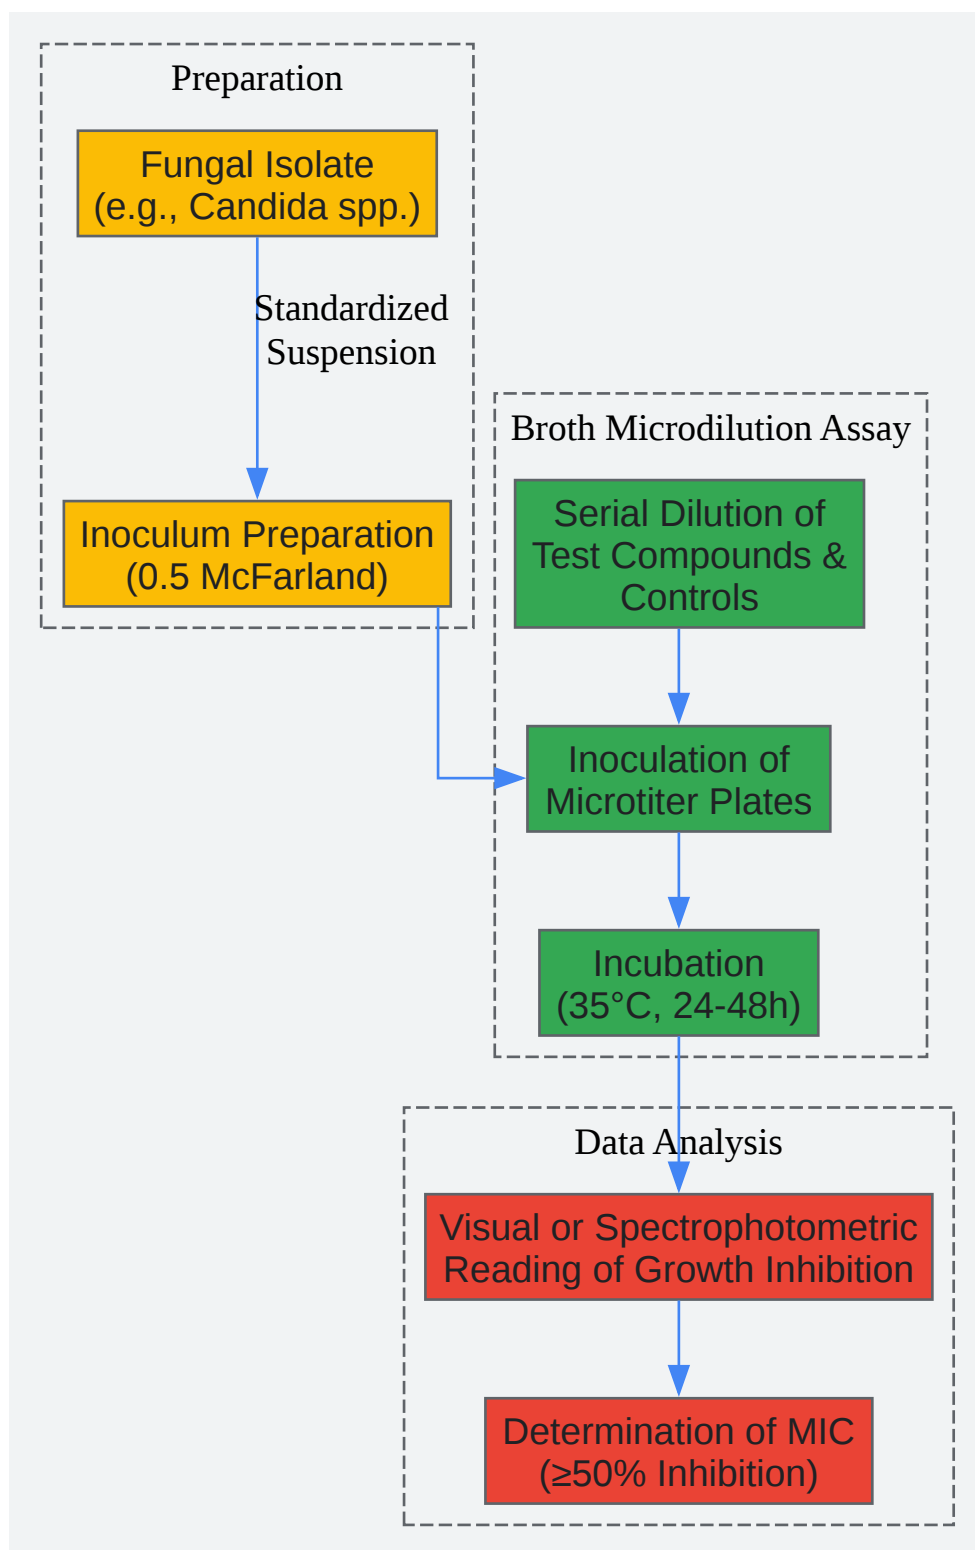 Preparation
Fungal Isolate
(e.g., Candida spp.)
Standardized
Suspension
Inoculum Preparation
(0.5 McFarland)
Broth Microdilution Assay
Serial Dilution of
Test Compounds &
Controls
Inoculation of
Microtiter Plates
Incubation
(35°C, 24-48h)
Data Analysis
Visual or Spectrophotometric
Reading of Growth Inhibition
Determination of MIC
(≥50% Inhibition)